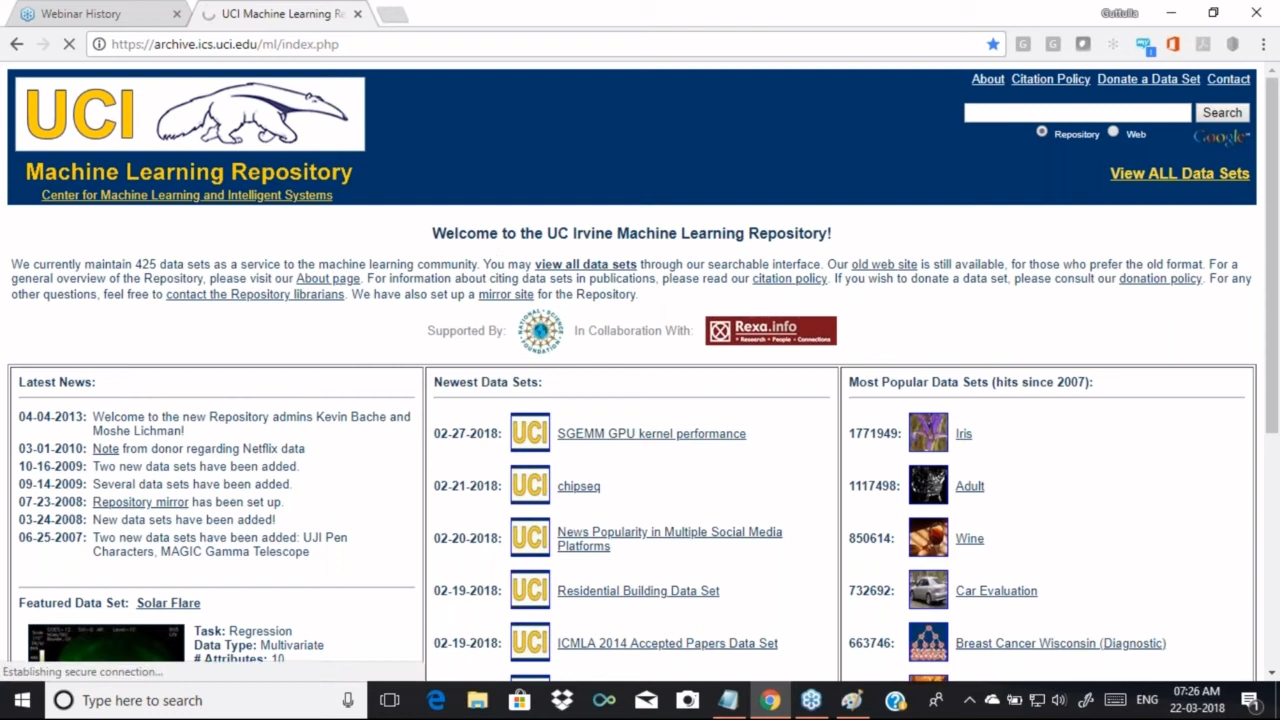 Webinar History
UCI Machine Learning Re
Guttulla
https://archive.ics.uci.edu/ml/index.php
About Citation Policy Donate a Data Set Contact
Search
Repository Web Google
View ALL Data Sets
UCI
Machine Learning Repository
Center for Machine Learning and Intelligent Systems
Welcome to the UC Irvine Machine Learning Repository!
We currently maintain 425 data sets as a service to the machine learning community. You may view all data sets through our searchable interface. Our old web site is still available, for those who prefer the old format. For a
general overview of the Repository, please visit our About page. For information about citing data sets in publications, please read our citation policy. If you wish to donate a data set, please consult our donation policy. For any
other questions, feel free to contact the Repository librarians. We have also set up a mirror site for the Repository.
Supported By: In Collaboration With: Rexa.info
Research People Connections
Latest News:
04-04-2013: Welcome to the new Repository admins Kevin Bache and
Moshe Lichman!
03-01-2010: Note from donor regarding Netflix data
10-16-2009: Two new data sets have been added.
09-14-2009: Several data sets have been added.
07-23-2008: Repository mirror has been set up.
03-24-2008: New data sets have been added!
06-25-2007: Two new data sets have been added: UJI Pen
Characters, MAGIC Gamma Telescope
Featured Data Set: Solar Flare
Task: Regression
Data Type: Multivariate
# Attributes: 10
Newest Data Sets:
02-27-2018: UCI SGEMM GPU kernel performance
02-21-2018: UCI chipseq
02-20-2018: UCI News Popularity in Multiple Social Media
Platforms
02-19-2018: UCI Residential Building Data Set
02-19-2018: UCI ICMLA 2014 Accepted Papers Data Set
Most Popular Data Sets (hits since 2007):
1771949: Iris
1117498: Adult
850614: Wine
732692: Car Evaluation
663746: Breast Cancer Wisconsin (Diagnostic)
Establishing secure connection...
Type here to search
ENG
07:26 AM
22-03-2018